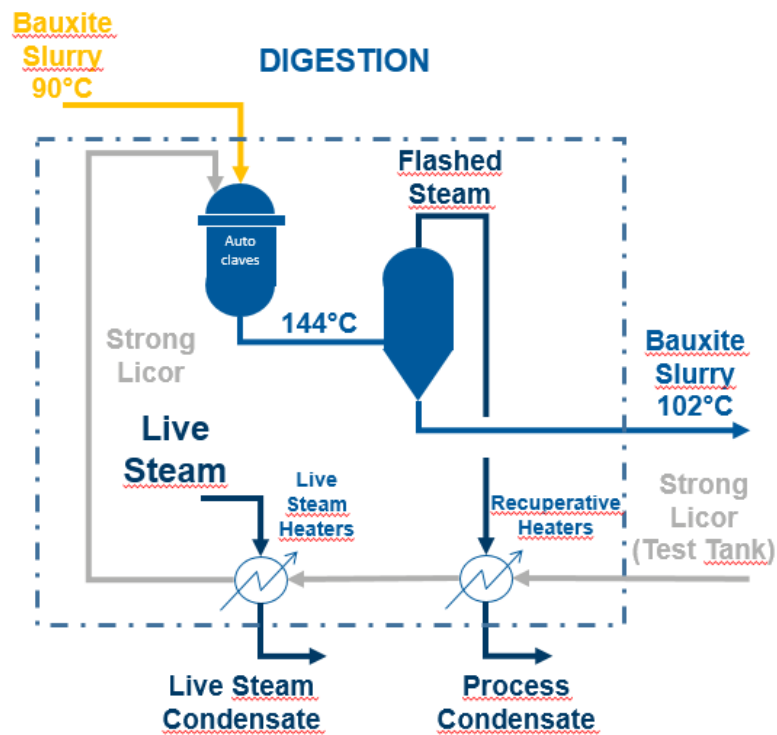 Bauxite
Slurry
90°C
DIGESTION
Flashed
Steam
Auto
claves
144°C
Strong
Licor
Bauxite
Slurry
102°C
Live
Steam
Live
Steam
Heaters
Recuperative
Heaters
Strong
Licor
(Test Tank)
Live Steam
Condensate
Process
Condensate